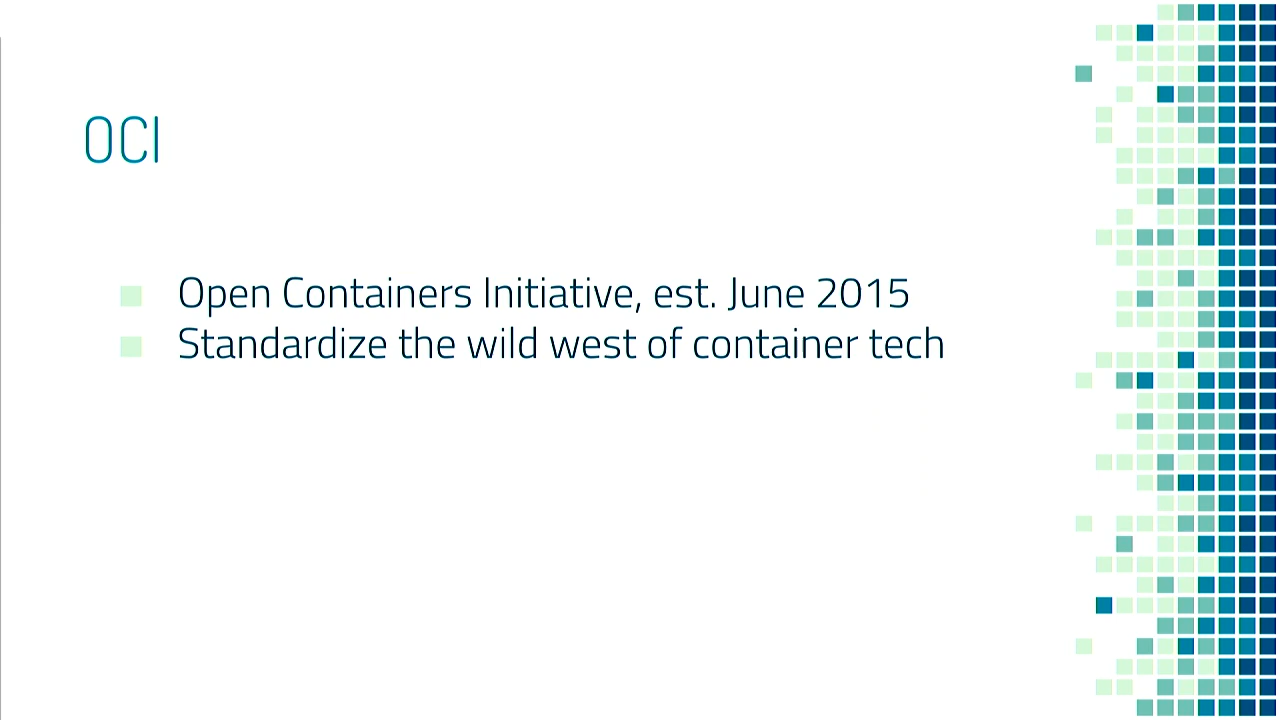 OCI
Open Containers Initiative, est. June 2015
Standardize the wild west of container tech